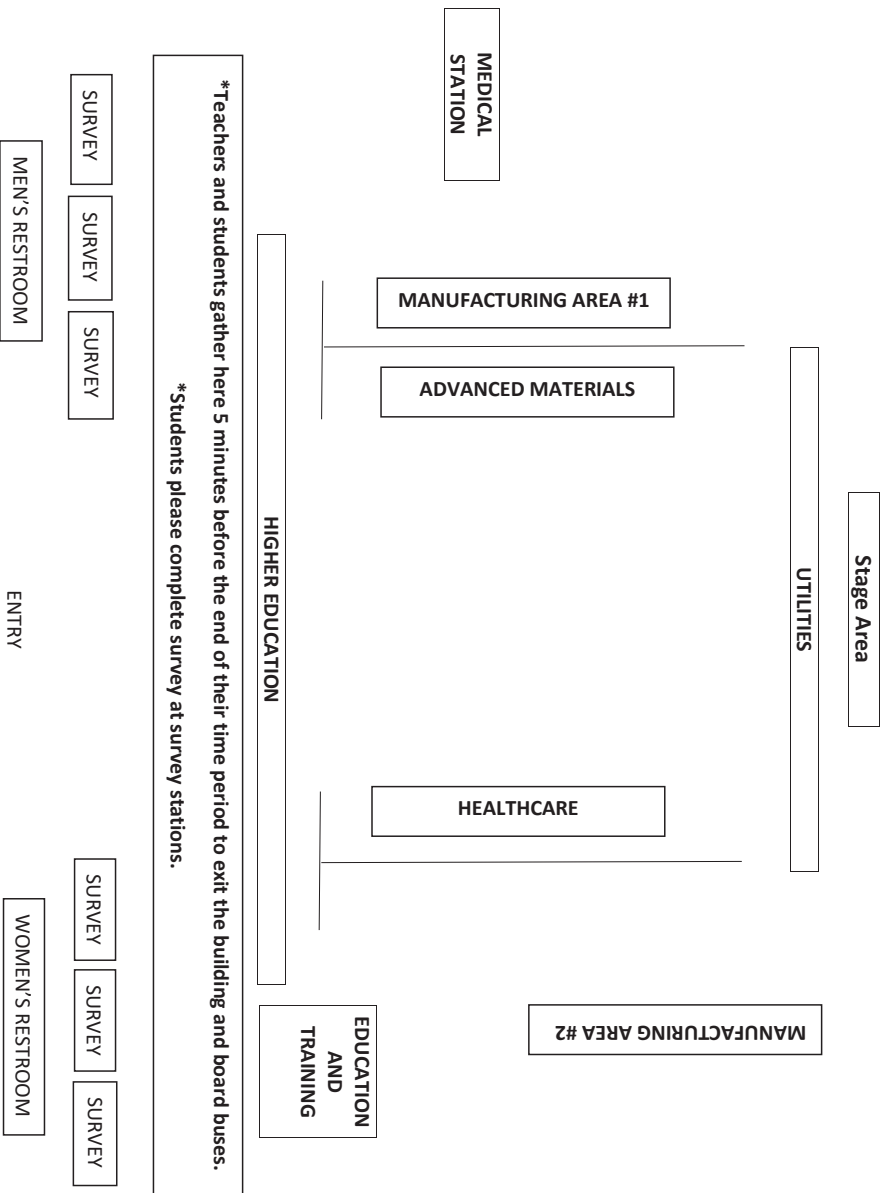 Stage Area
UTILITIES
MEDICAL
STATION
MANUFACTURING AREA #1
ADVANCED MATERIALS
HEALTHCARE
MANUFACTURING AREA #2
HIGHER EDUCATION
EDUCATION
AND
TRAINING
*Teachers and students gather here 5 minutes before the end of their time period to exit the building and board buses.
*Students please complete survey at survey stations.
SURVEY
SURVEY
SURVEY
SURVEY
SURVEY
SURVEY
MEN'S RESTROOM
ENTRY
WOMEN'S RESTROOM